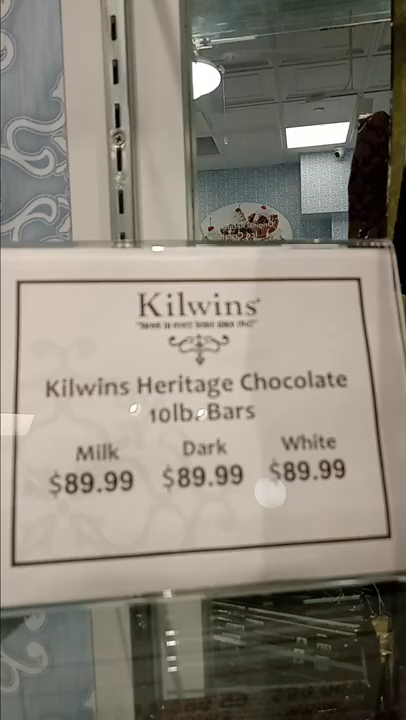 Kilwins
Kilwins Heritage Chocolate
10lb. Bars
Milk Dark White
$89.99 $89.99 $89.99